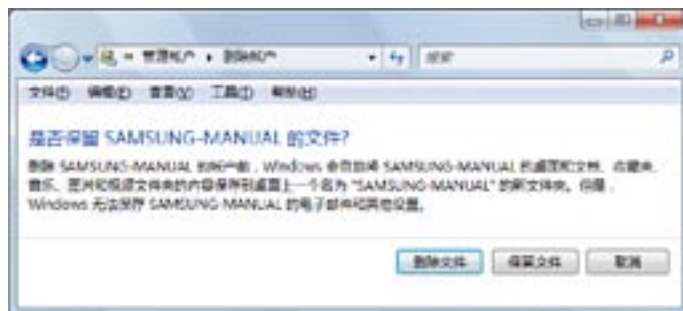 管理帐户 ▸ 删除帐户 搜索
文件(F) 编辑(E) 查看(V) 工具(T) 帮助(H)
是否保留 SAMSUNG-MANUAL 的文件?
删除 SAMSUNG-MANUAL 的帐户前，Windows 会自动将 SAMSUNG-MANUAL 的桌面和文档、收藏夹、
音乐、图片和视频文件夹的内容保存到桌面上一个名为 "SAMSUNG-MANUAL" 的新文件夹。但是，
Windows 无法保存 SAMSUNG-MANUAL 的电子邮件和其他设置。
删除文件 保留文件 取消